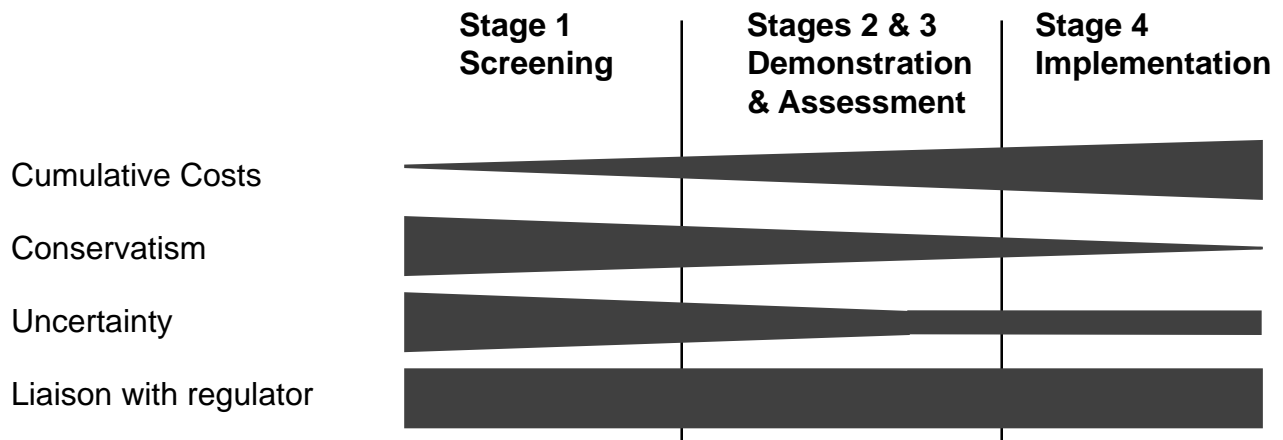 Stage 1
Screening
Stages 2 & 3
Demonstration
& Assessment
Stage 4
Implementation
Cumulative Costs
Conservatism
Uncertainty
Liaison with regulator